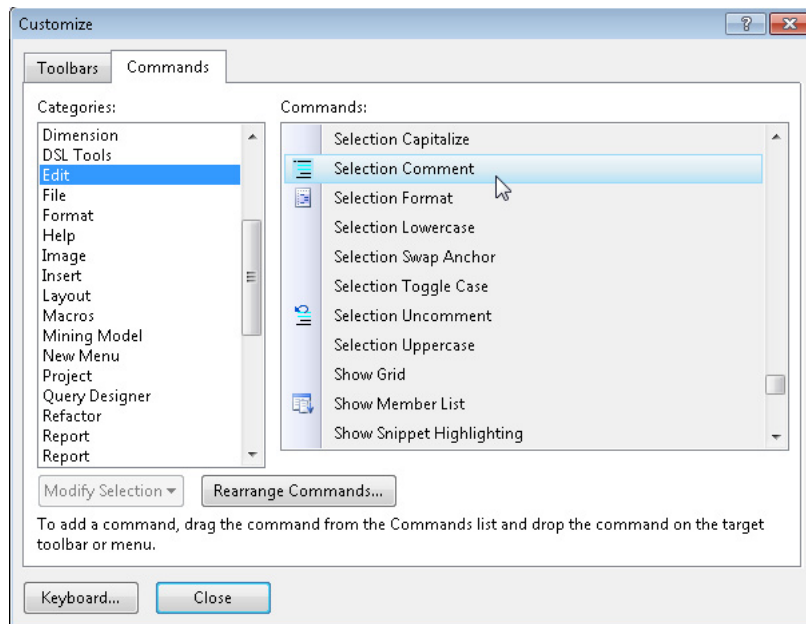 Customize
Toolbars
Commands
Categories:
Commands:
Dimension
DSL Tools
Edit
File
Format
Help
Image
Insert
Layout
Macros
Mining Model
New Menu
Project
Query Designer
Refactor
Report
Report
Selection Capitalize
Selection Comment
Selection Format
Selection Lowercase
Selection Swap Anchor
Selection Toggle Case
Selection Uncomment
Selection Uppercase
Show Grid
Show Member List
Show Snippet Highlighting
Modify Selection
Rearrange Commands...
To add a command, drag the command from the Commands list and drop the command on the target
toolbar or menu.
Keyboard...
Close